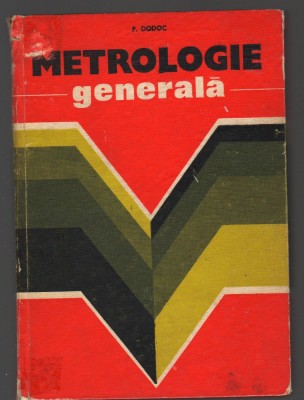 P. DODOC
METROLOGIE
generală